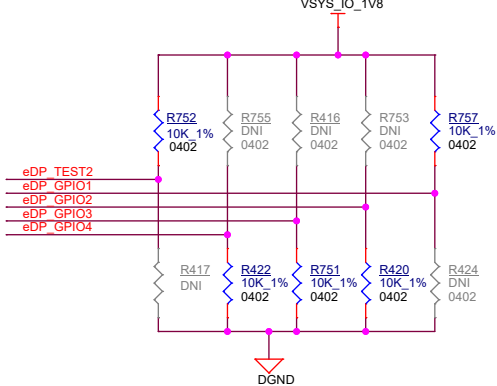 VSYS_IO_1V8
R752
10K_1%
0402
R755
DNI
0402
R416
DNI
0402
R753
DNI
0402
R757
10K_1%
0402
eDP_TEST2
eDP_GPIO1
eDP_GPIO2
eDP_GPIO3
eDP_GPIO4
R417
DNI
R422
10K_1%
0402
R751
10K_1%
0402
R420
10K_1%
0402
R424
DNI
0402
DGND